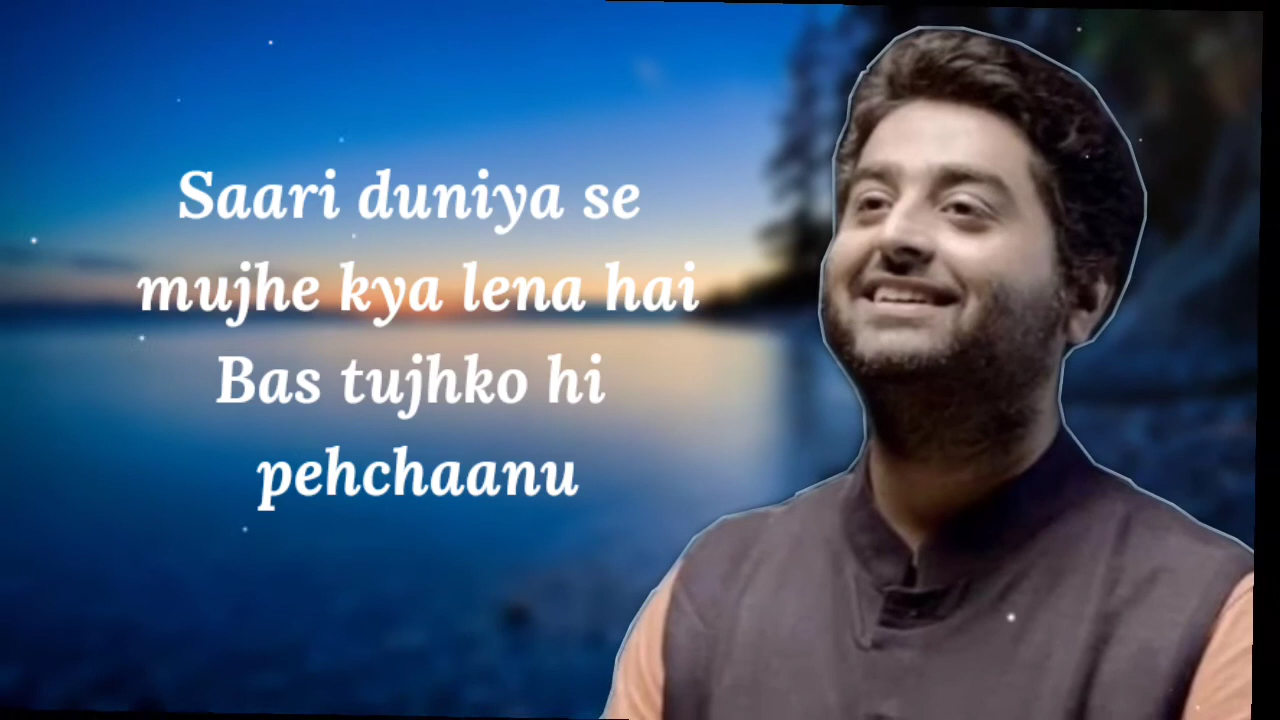 Saari duniya se
mujhe kya lena hai
Bas tujhko hi
pehchaanu